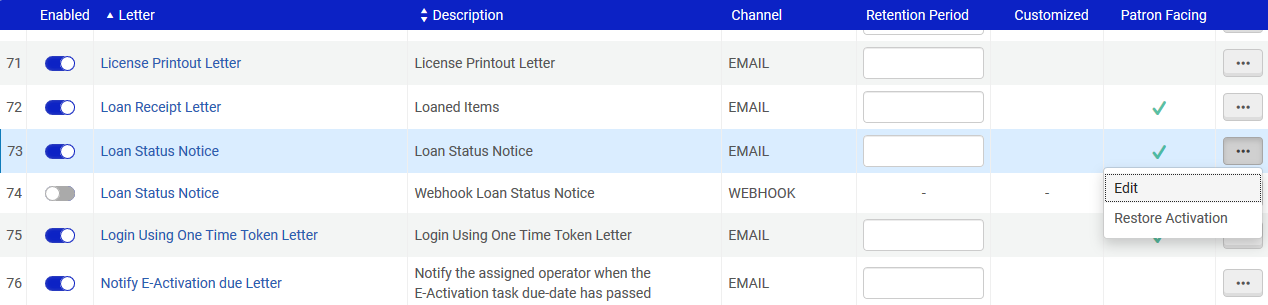 Enabled Letter Description Channel Retention Period Customized Patron Facing
71 License Printout Letter License Printout Letter EMAIL
72 Loan Receipt Letter Loaned Items EMAIL
73 Loan Status Notice Loan Status Notice EMAIL
74 Loan Status Notice Webhook Loan Status Notice WEBHOOK - -
Edit
Restore Activation
75 Login Using One Time Token Letter Login Using One Time Token Letter EMAIL
76 Notify E-Activation due Letter Notify the assigned operator when the EMAIL
E-Activation task due-date has passed